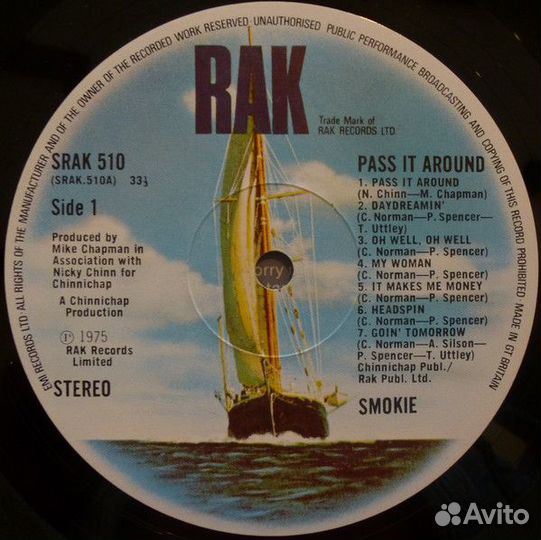 EMI RECORDS LTD ALL RIGHTS OF THE MANUFACTURER AND OF THE OWNER OF THE RECORDED WORK RESERVED UNAUTHORISED PUBLIC PERFORMANCE BROADCASTING AND COPYING OF THIS RECORD PROHIBITED MADE IN GT BRITAIN
RAK
Trade Mark of
RAK RECORDS LTD.
SRAK 510
(SRAK.510A) 33⅓
Side 1
Produced by
Mike Chapman in
Association with
Nicky Chinn for
Chinnichap
A Chinnichap
Production
Ⓟ 1975
RAK Records
Limited
STEREO
PASS IT AROUND
1. PASS IT AROUND
(N. Chinn—M. Chapman)
2. DAYDREAMIN'
(C. Norman—P. Spencer—
T. Uttley)
3. OH WELL, OH WELL
(C. Norman—P. Spencer)
4. MY WOMAN
(C. Norman—P. Spencer)
5. IT MAKES ME MONEY
(C. Norman—P. Spencer)
6. HEADSPIN
(C. Norman—P. Spencer)
7. GOIN' TOMORROW
(C. Norman—A. Silson—
P. Spencer—T. Uttley)
Chinnichap Publ./
Rak Publ. Ltd.
SMOKIE
Avito